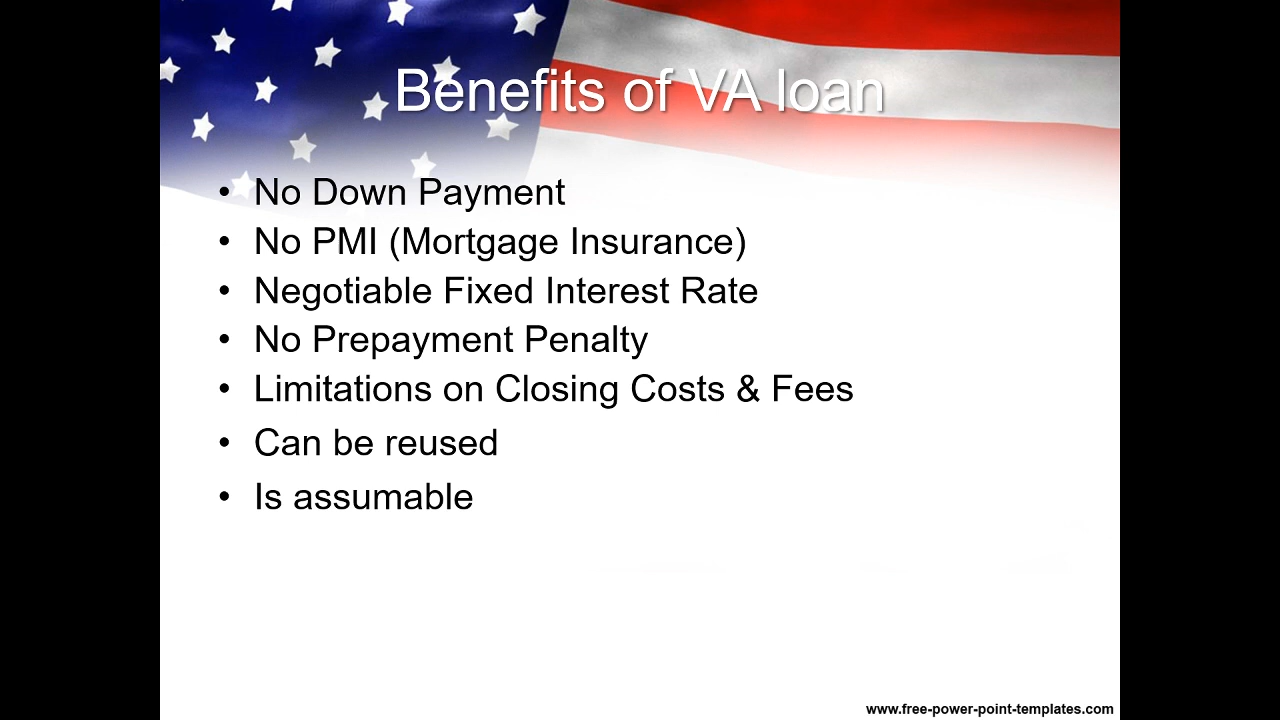 Benefits of VA loan
• No Down Payment
• No PMI (Mortgage Insurance)
• Negotiable Fixed Interest Rate
• No Prepayment Penalty
• Limitations on Closing Costs & Fees
• Can be reused
• Is assumable
www.free-power-point-templates.com